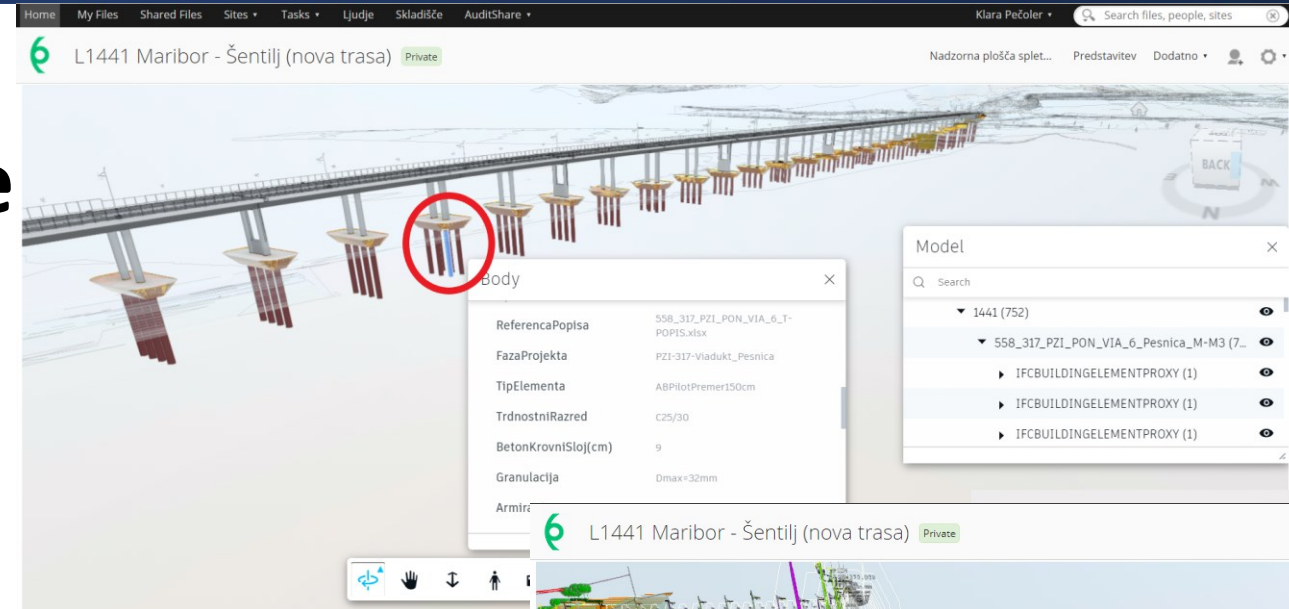 Home My Files Shared Files Sites Tasks Ljudje Skladišče AuditShare Klara Pečoler Search files, people, sites
L1441 Maribor - Šentilj (nova trasa) Private Nadzorna plošča splet... Predstavitev Dodatno
e
BACK
N
Model
Search
1441 (752)
558_317_PZI_PON_VIA_6_Pesnica_M-M3 (7...
IFCBUILDINGELEMENTPROXY (1)
IFCBUILDINGELEMENTPROXY (1)
IFCBUILDINGELEMENTPROXY (1)
Body
ReferencaPopisa 558_317_PZI_PON_VIA_6_T-
POPIS.xlsx
FazaProjekta PZI-317-Viadukt_Pesnica
TipElementa ABPilotPremer150cm
TrdnostniRazred C25/30
BetonKrovniSloj(cm) 9
Granulacija Dmax=32mm
Armira
L1441 Maribor - Šentilj (nova trasa) Private